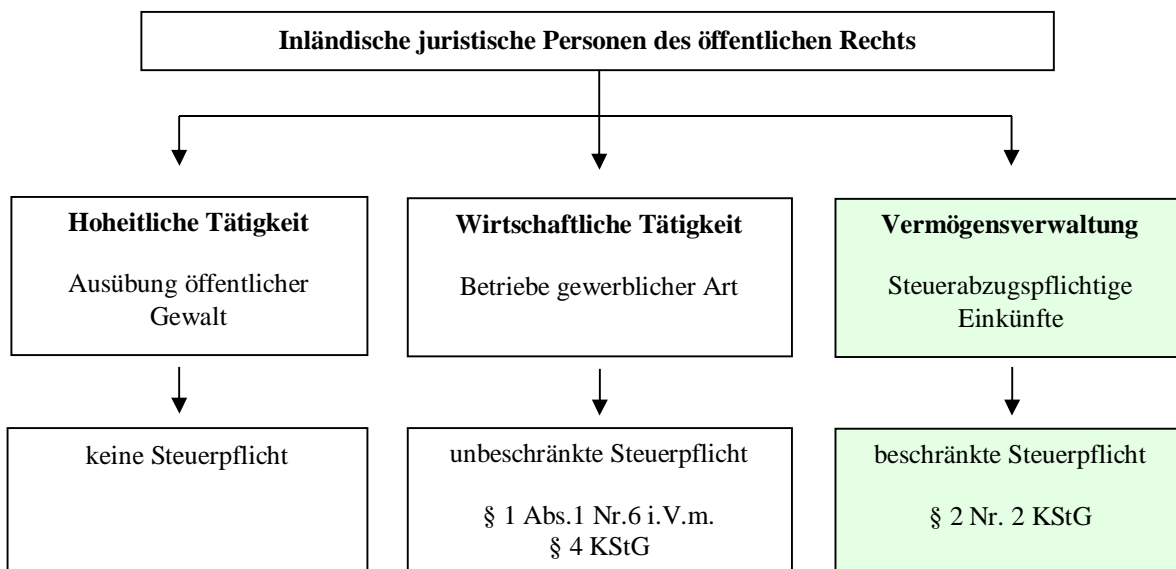 Inländische juristische Personen des öffentlichen Rechts
Hoheitliche Tätigkeit
Ausübung öffentlicher
Gewalt
Wirtschaftliche Tätigkeit
Betriebe gewerblicher Art
Vermögensverwaltung
Steuerabzugspflichtige
Einkünfte
keine Steuerpflicht
unbeschränkte Steuerpflicht
§ 1 Abs.1 Nr.6 i.V.m.
§ 4 KStG
beschränkte Steuerpflicht
§ 2 Nr. 2 KStG